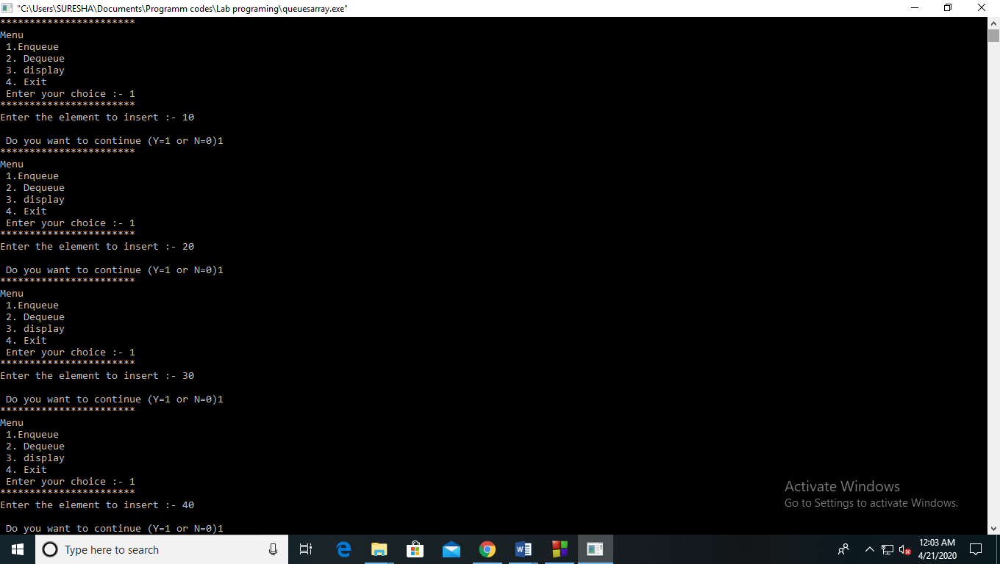 "C:\Users\SURESHA\Documents\Programm codes\Lab programing\queuesarray.exe"
***********************
Menu
1.Enqueue
2. Dequeue
3. display
4. Exit
Enter your choice :- 1
***********************
Enter the element to insert :- 10
Do you want to continue (Y=1 or N=0)1
***********************
Menu
1.Enqueue
2. Dequeue
3. display
4. Exit
Enter your choice :- 1
***********************
Enter the element to insert :- 20
Do you want to continue (Y=1 or N=0)1
***********************
Menu
1.Enqueue
2. Dequeue
3. display
4. Exit
Enter your choice :- 1
***********************
Enter the element to insert :- 30
Do you want to continue (Y=1 or N=0)1
***********************
Menu
1.Enqueue
2. Dequeue
3. display
4. Exit
Enter your choice :- 1
***********************
Enter the element to insert :- 40
Do you want to continue (Y=1 or N=0)1
Activate Windows
Go to Settings to activate Windows.
Type here to search
12:03 AM
4/21/2020